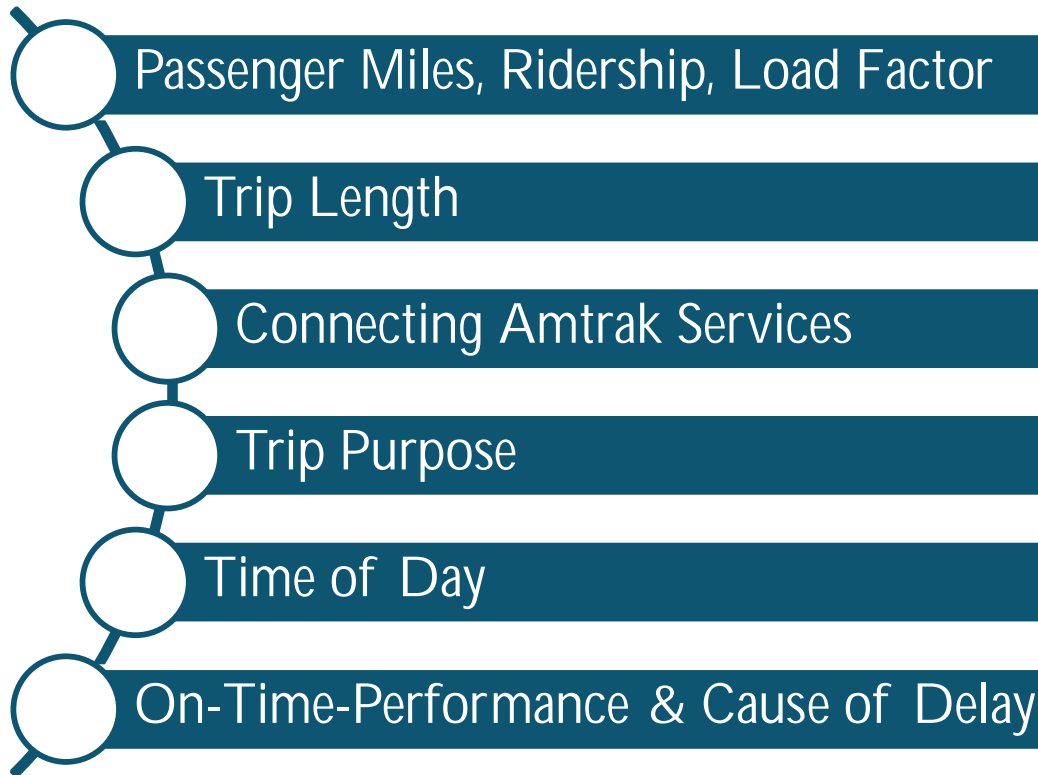 Passenger Miles, Ridership, Load Factor
Trip Length
Connecting Amtrak Services
Trip Purpose
Time of Day
On-Time-Performance & Cause of Delay